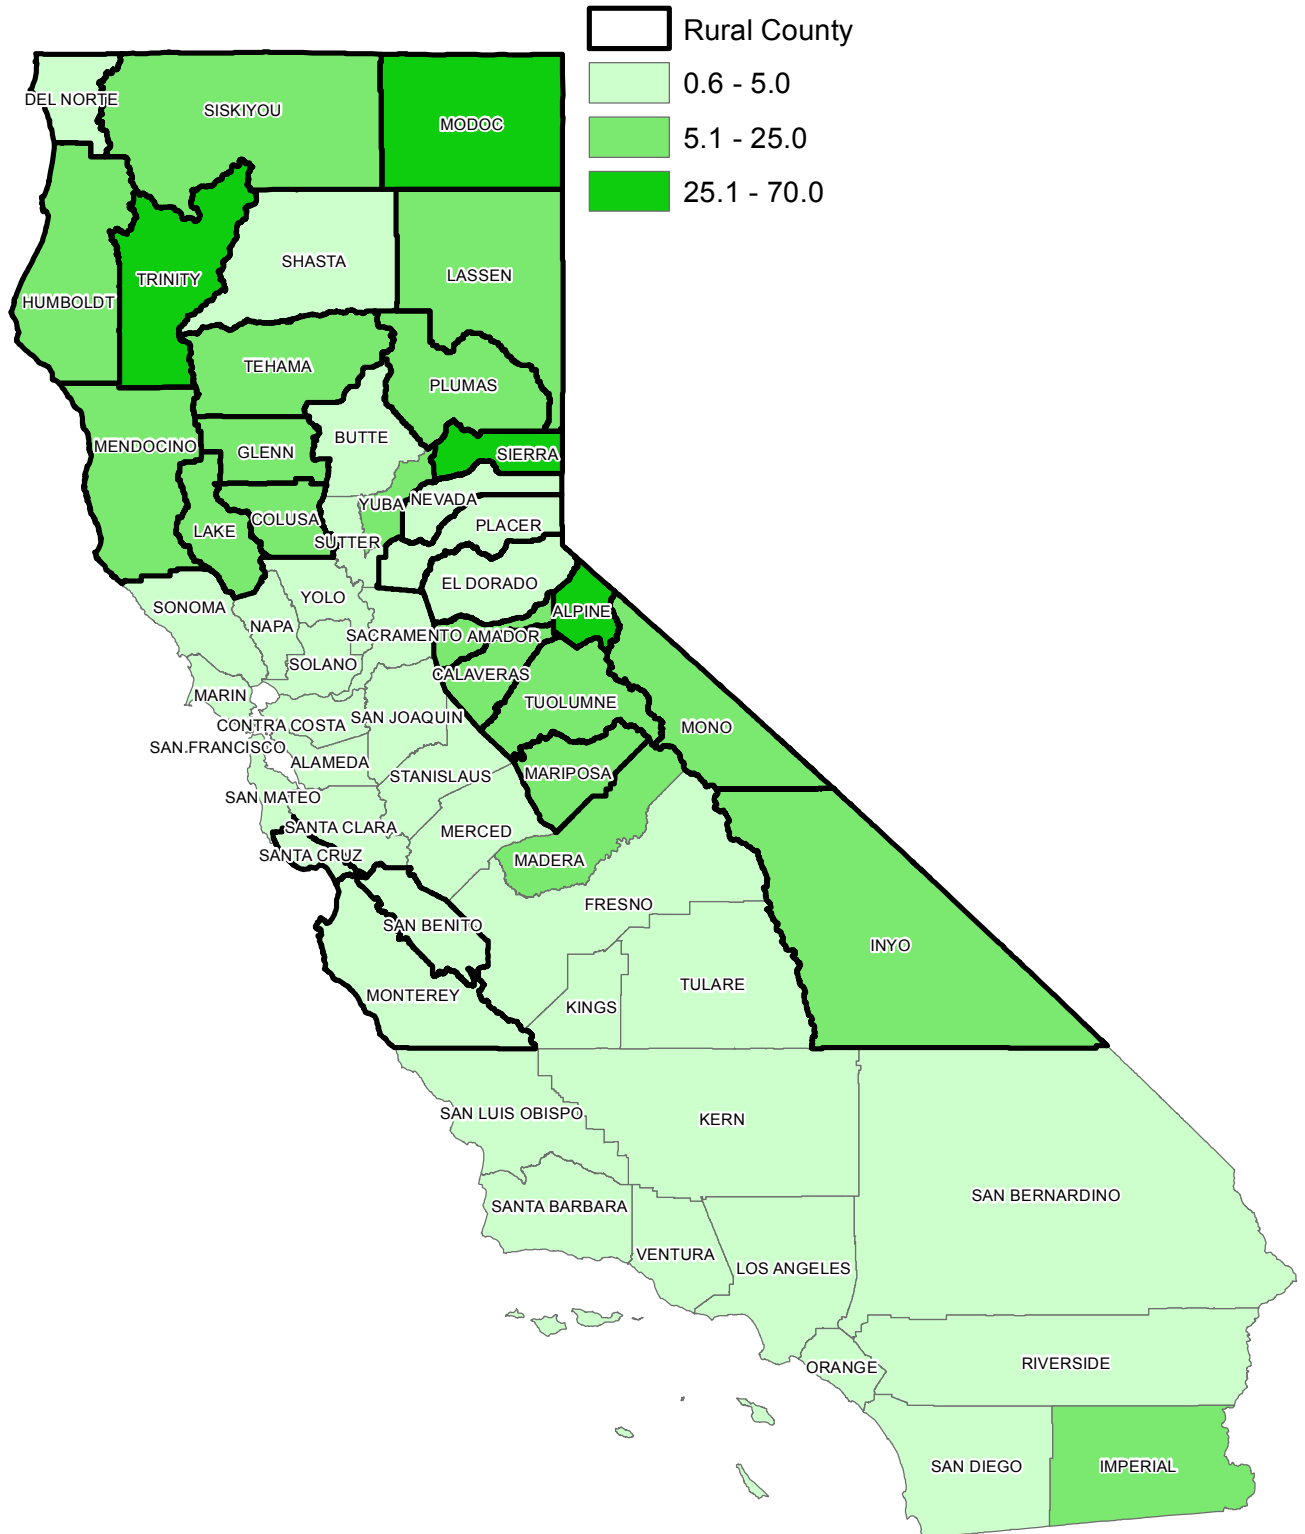 Rural County
0.6 - 5.0
5.1 - 25.0
25.1 - 70.0
DEL NORTE
SISKIYOU
MODOC
SHASTA
LASSEN
TRINITY
HUMBOLDT
TEHAMA
PLUMAS
BUTTE
MENDOCINO
GLENN
SIERRA
YUBA
NEVADA
COLUSA
PLACER
LAKE
SUTTER
EL DORADO
YOLO
SONOMA
ALPINE
NAPA
SACRAMENTO
AMADOR
SOLANO
CALAVERAS
MARIN
TUOLUMNE
SAN JOAQUIN
CONTRA COSTA
MONO
SAN.FRANCISCO
ALAMEDA
STANISLAUS
MARIPOSA
SAN MATEO
SANTA CLARA
MERCED
SANTA CRUZ
MADERA
FRESNO
SAN BENITO
INYO
TULARE
MONTEREY
KINGS
SAN LUIS OBISPO
KERN
SAN BERNARDINO
SANTA BARBARA
VENTURA
LOS ANGELES
ORANGE
RIVERSIDE
SAN DIEGO
IMPERIAL